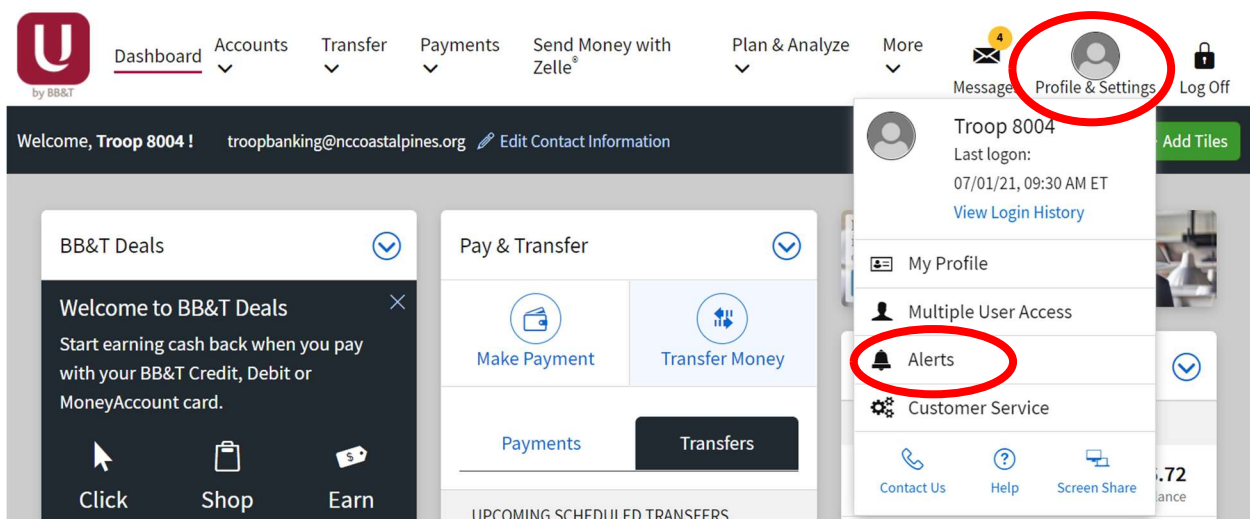 U
by BB&T
Dashboard
Accounts
Transfer
Payments
Send Money with
Zelle®
Plan & Analyze
More
4
Messages
Profile & Settings
Log Off
Welcome, Troop 8004 !
troopbanking@nccoastalpines.org
Edit Contact Information
Add Tiles
Troop 8004
Last logon:
07/01/21, 09:30 AM ET
View Login History
My Profile
Multiple User Access
Alerts
Customer Service
Contact Us
Help
Screen Share
BB&T Deals
Welcome to BB&T Deals
Start earning cash back when you pay
with your BB&T Credit, Debit or
MoneyAccount card.
Click
Shop
$
Earn
Pay & Transfer
Make Payment
Transfer Money
Payments
Transfers
UPCOMING SCHEDULED TRANSFERS
.72